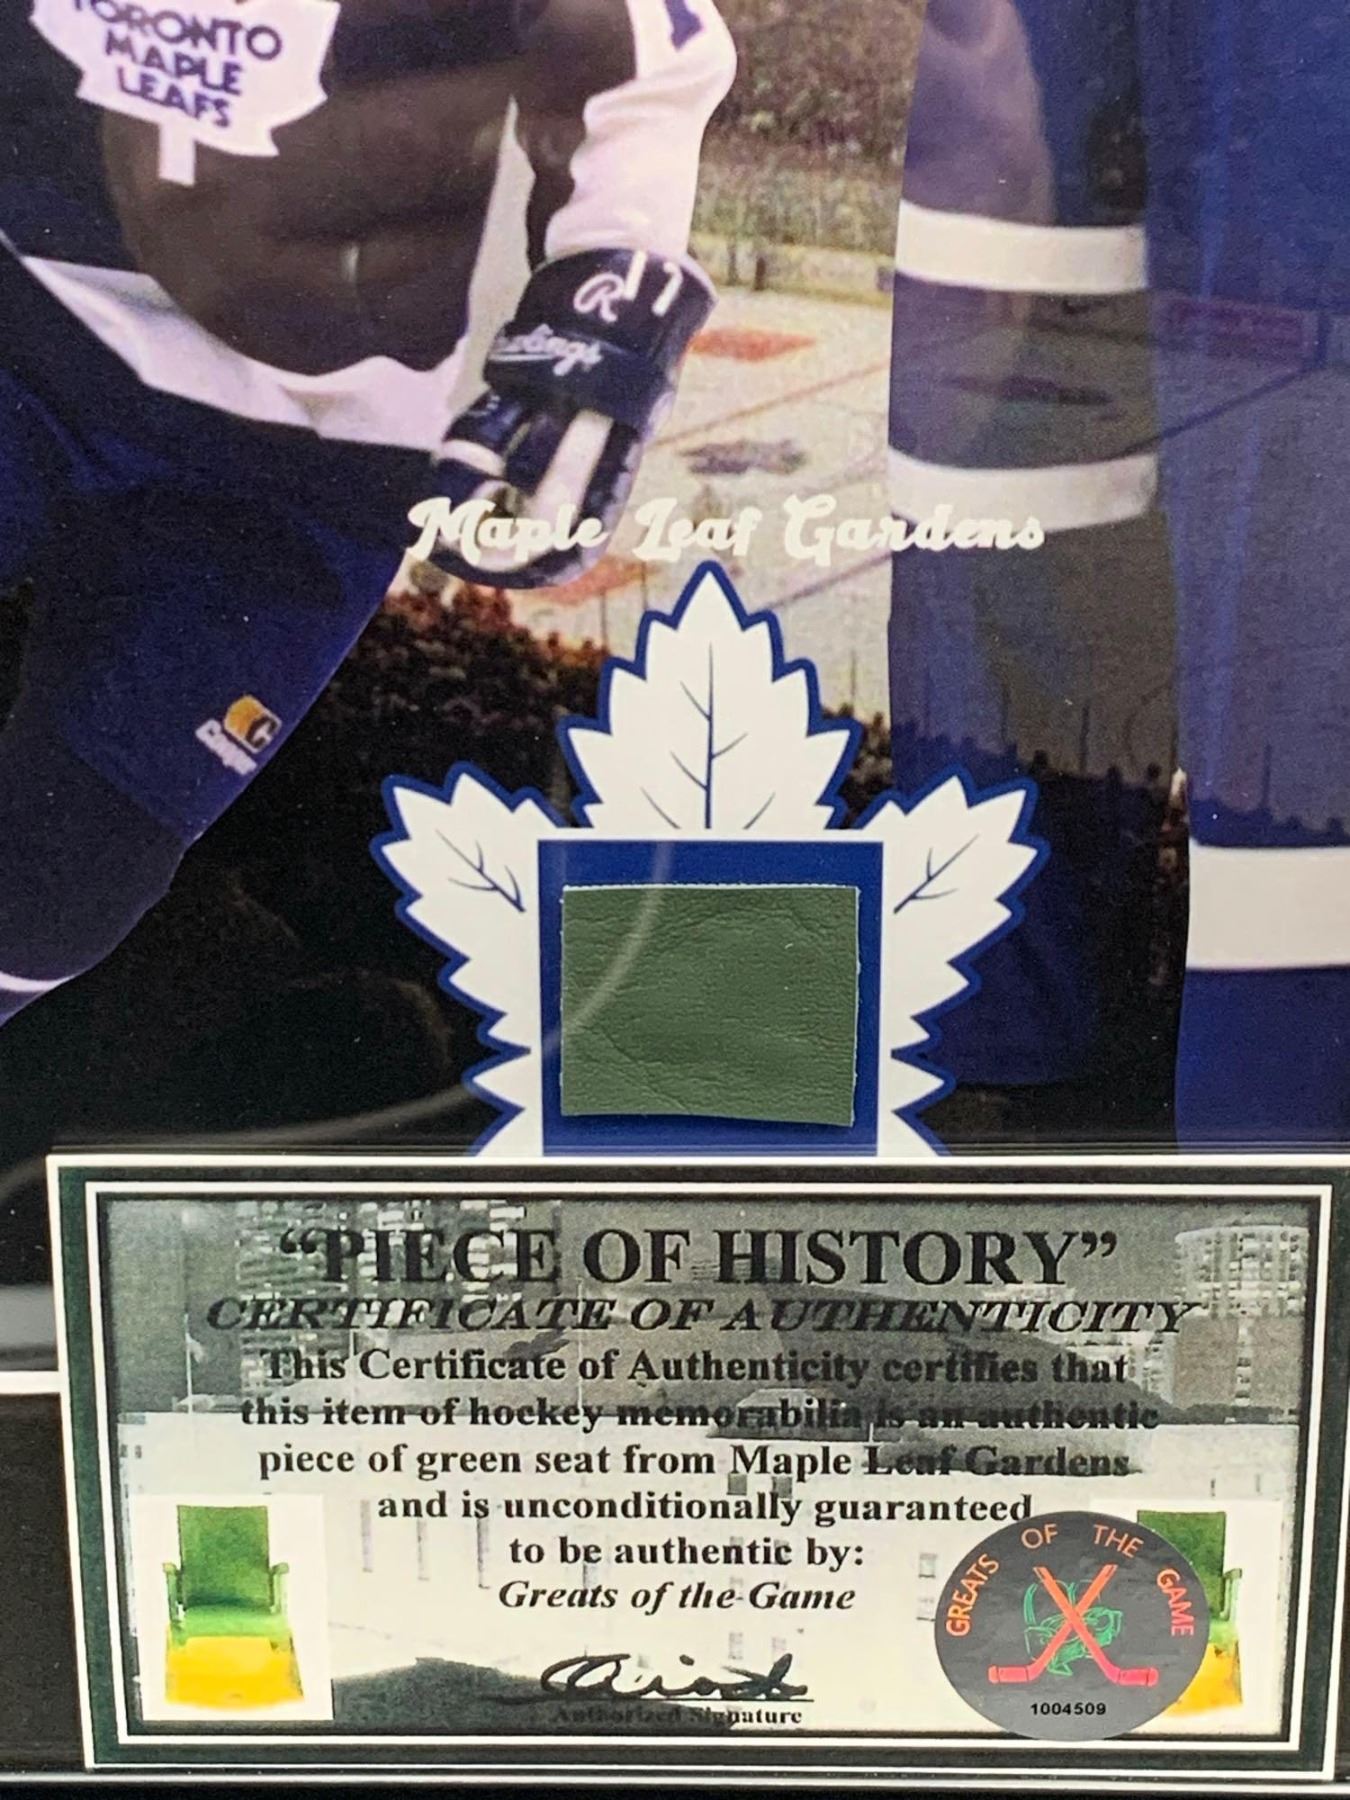 TORONTO
MAPLE
LEAFS
R 17
Rawlings
Maple Leaf Gardens
"PIECE OF HISTORY"
CERTIFICATE OF AUTHENTICITY
This Certificate of Authenticity certifies that
this item of hockey memorabilia is an authentic
piece of green seat from Maple Leaf Gardens
and is unconditionally guaranteed
to be authentic by:
Greats of the Game
Authorized Signature
GREATS OF THE GAME
1004509